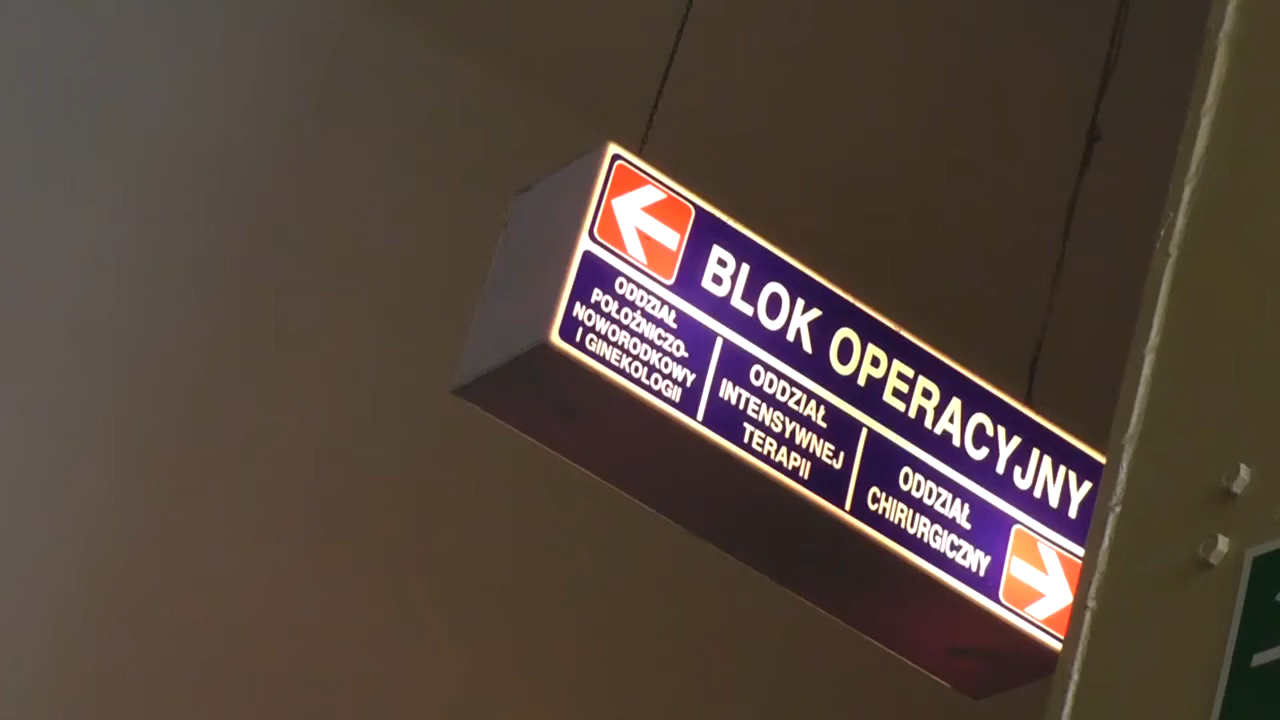 BLOK OPERACYJNY
ODDZIAŁ
POŁOŻNICZO-
NOWORODKOWY
I GINEKOLOGII
ODDZIAŁ
INTENSYWNEJ
TERAPII
ODDZIAŁ
CHIRURGICZNY